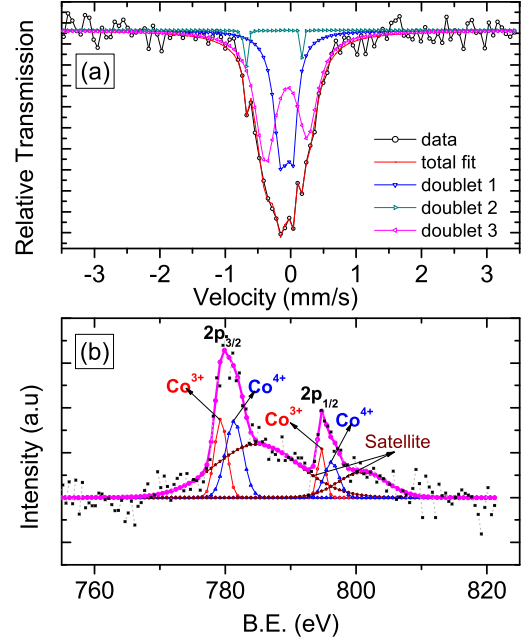 Relative Transmission
(a)
data
total fit
doublet 1
doublet 2
doublet 3
-3 -2 -1 0 1 2 3
Velocity (mm/s)
(b)
2p3/2
Co3+
Co4+
2p1/2
Co3+
Co4+
Satellite
Intensity (a.u)
760 780 800 820
B.E. (eV)